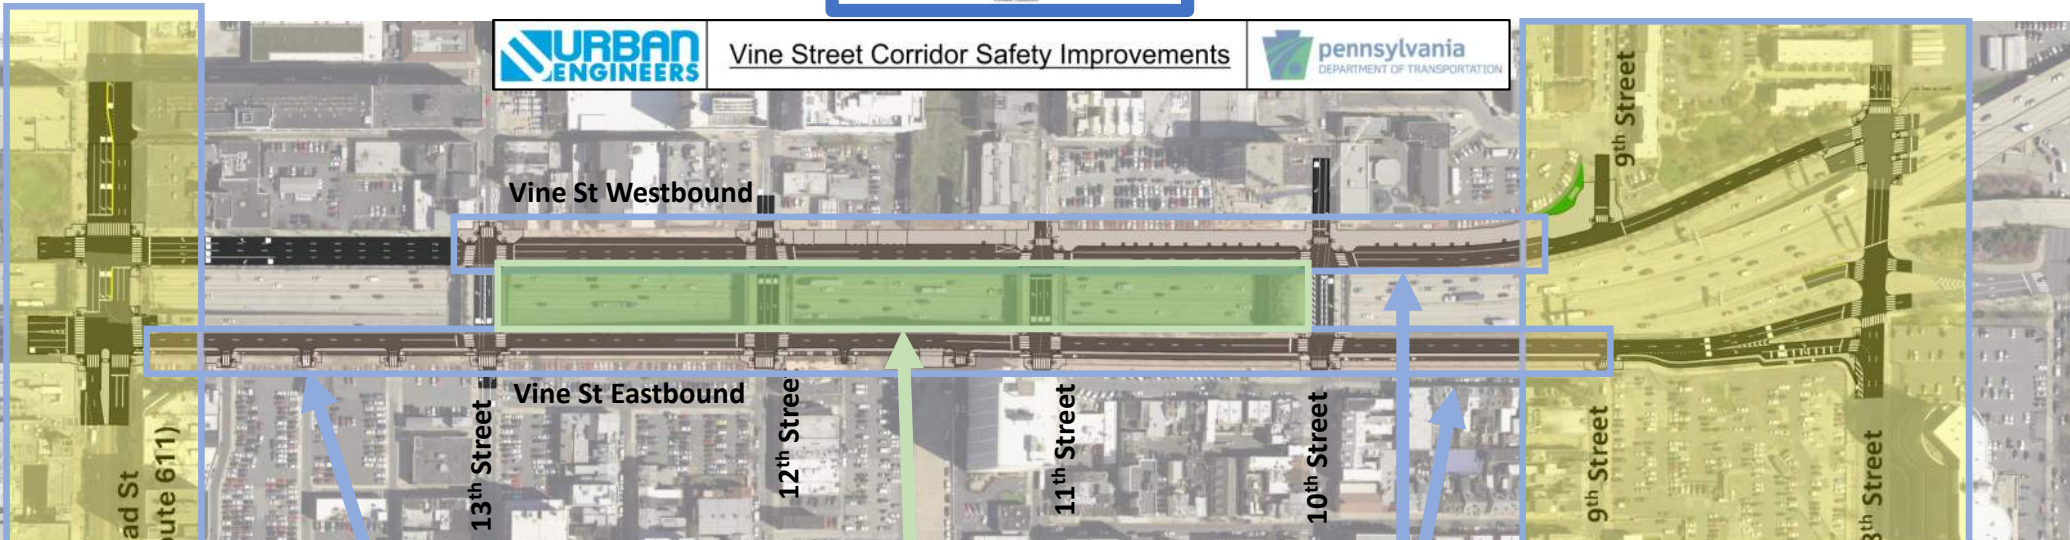 URBAN
ENGINEERS
Vine Street Corridor Safety Improvements
pennsylvania
DEPARTMENT OF TRANSPORTATION
9th Street
Vine St Westbound
Vine St Eastbound
ad St
oute 611)
13th Street
12th Stree
11th Street
10th Street
9th Street
8th Street